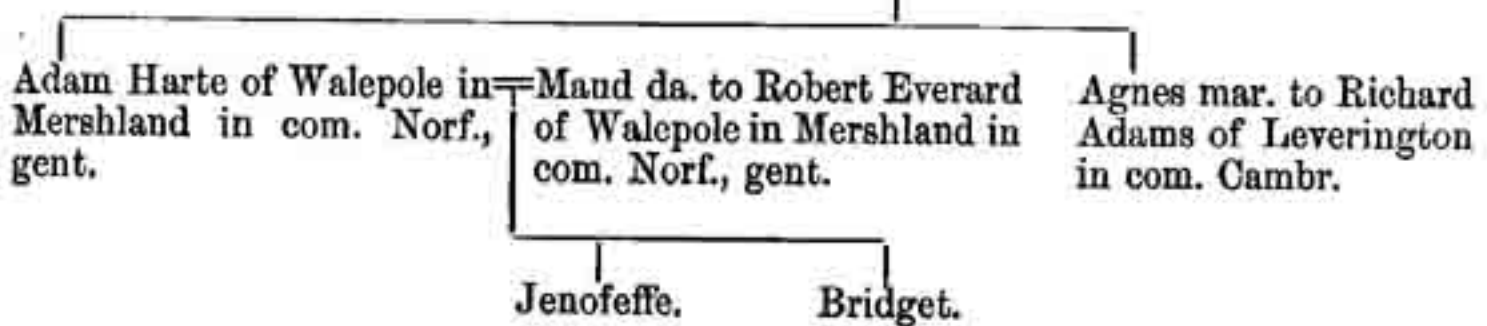 Adam Harte of Walepole in
Mershland in com. Norf.,
gent.
Maud da. to Robert Everard
of Walepole in Mershland in
com. Norf., gent.
Agnes mar. to Richard
Adams of Leverington
in com. Cambr.
Jenofeffe.
Bridget.